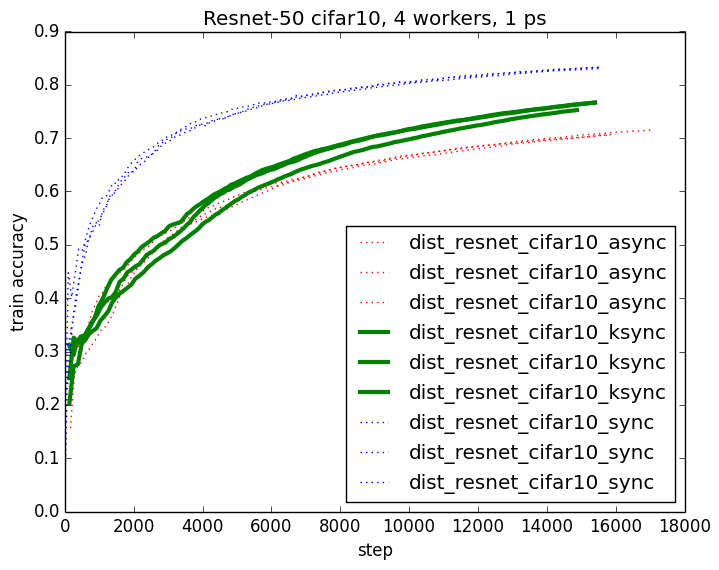 Resnet-50 cifar10, 4 workers, 1 ps
0.9
0.8
0.7
0.6
0.5
0.4
0.3
0.2
0.1
0.0
train accuracy
dist_resnet_cifar10_async
dist_resnet_cifar10_async
dist_resnet_cifar10_async
dist_resnet_cifar10_ksync
dist_resnet_cifar10_ksync
dist_resnet_cifar10_ksync
dist_resnet_cifar10_sync
dist_resnet_cifar10_sync
dist_resnet_cifar10_sync
0 2000 4000 6000 8000 10000 12000 14000 16000 18000
step